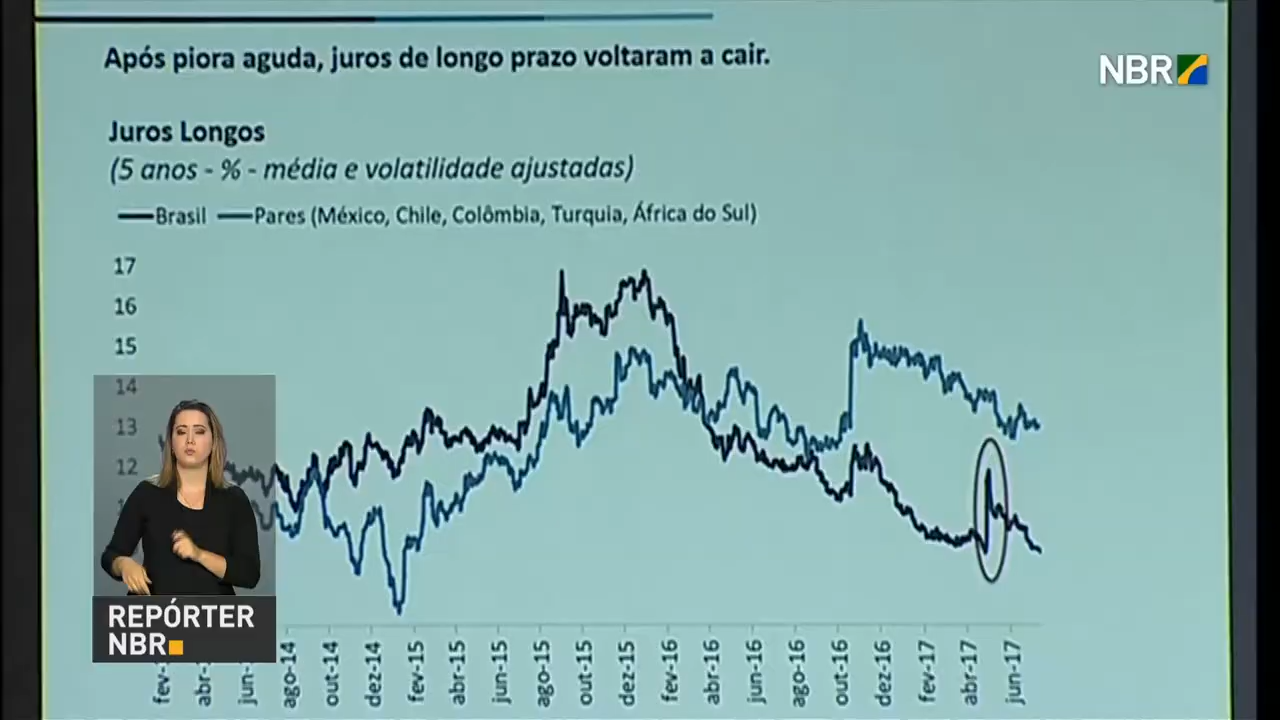 Após piora aguda, juros de longo prazo voltaram a cair.
NBR
Juros Longos
(5 anos - % - média e volatilidade ajustadas)
Brasil Pares (México, Chile, Colômbia, Turquia, África do Sul)
17
16
15
14
13
12
REPÓRTER
NBR
ago-14
out-14
dez-14
fev-15
abr-15
jun-15
ago-15
out-15
dez-15
fev-16
abr-16
jun-16
ago-16
out-16
dez-16
fev-17
abr-17
jun-17